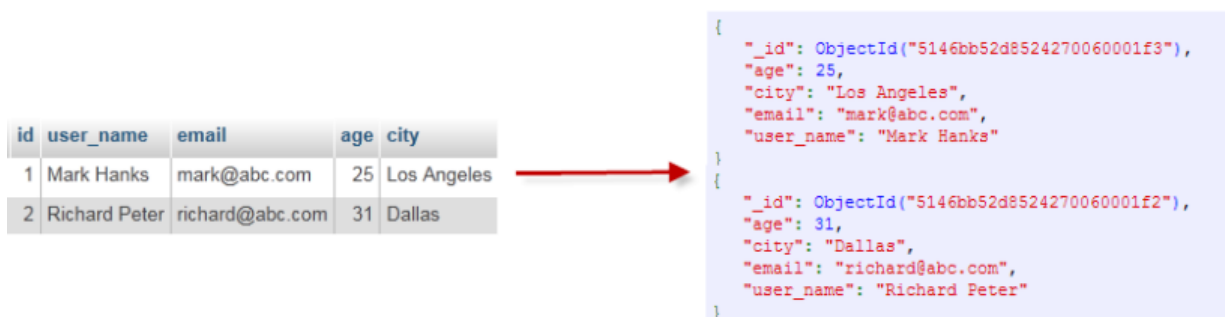 id user_name email age city
1 Mark Hanks mark@abc.com 25 Los Angeles
2 Richard Peter richard@abc.com 31 Dallas
{
"_id": ObjectId("5146bb52d8524270060001f3"),
"age": 25,
"city": "Los Angeles",
"email": "mark@abc.com",
"user_name": "Mark Hanks"
}
{
"_id": ObjectId("5146bb52d8524270060001f2"),
"age": 31,
"city": "Dallas",
"email": "richard@abc.com",
"user_name": "Richard Peter"
}